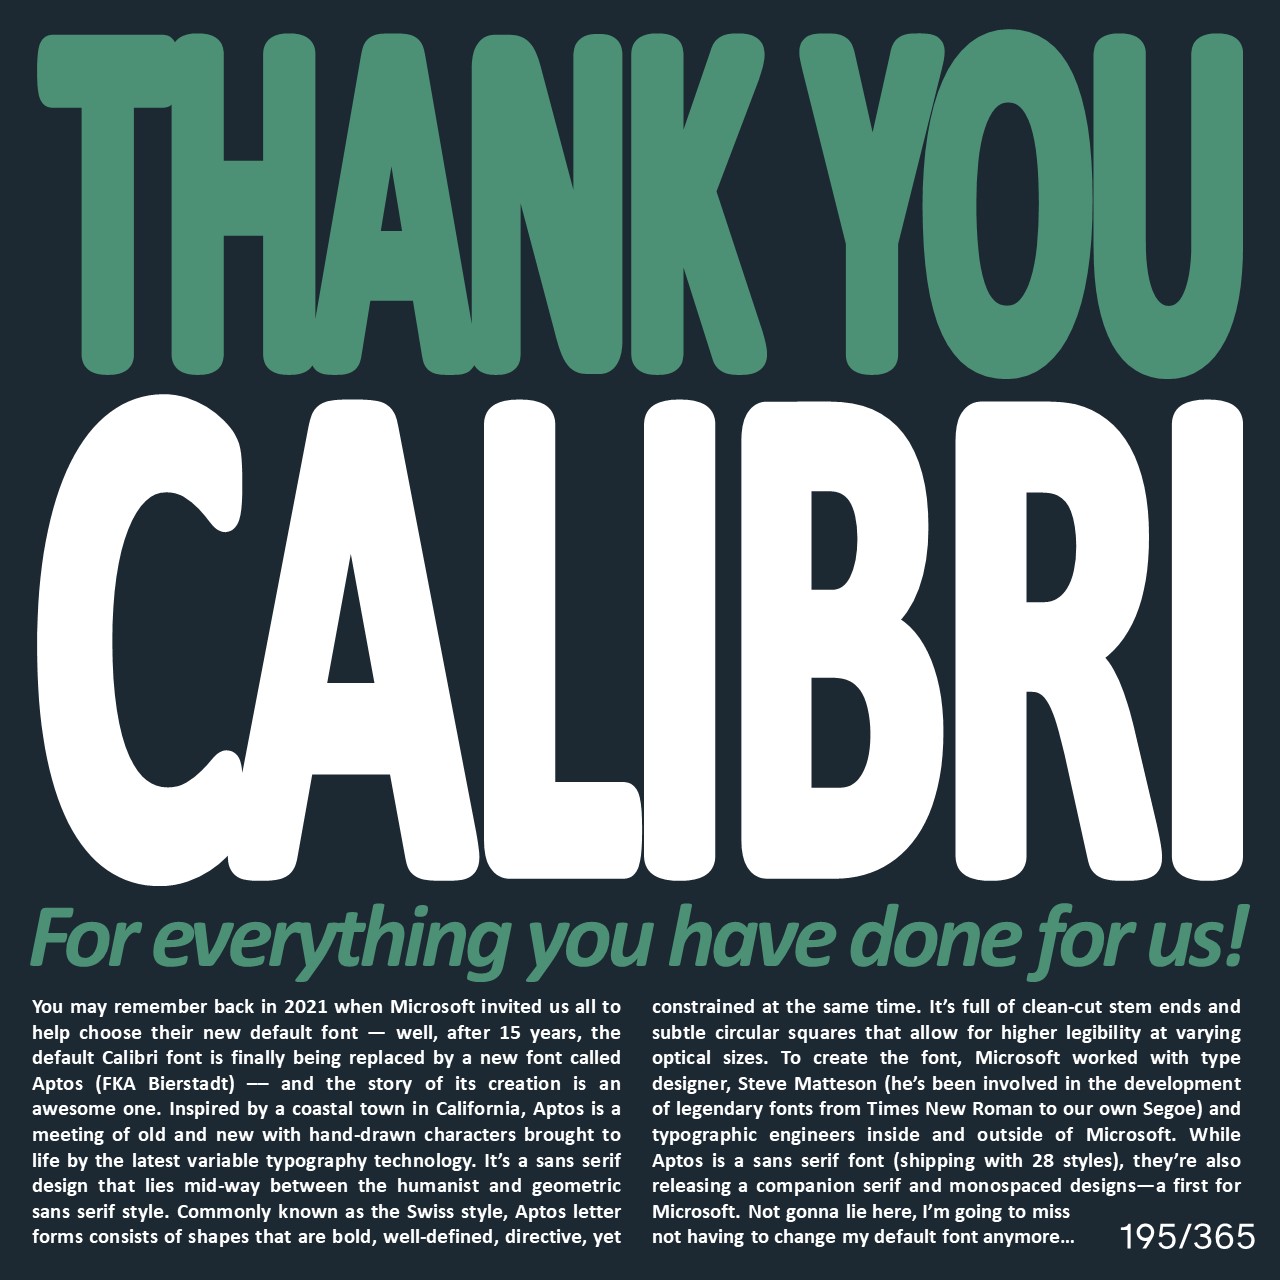 THANK YOU
CALIBRI
For everything you have done for us!
You may remember back in 2021 when Microsoft invited us all to
help choose their new default font — well, after 15 years, the
default Calibri font is finally being replaced by a new font called
Aptos (FKA Bierstadt) — and the story of its creation is an
awesome one. Inspired by a coastal town in California, Aptos is a
meeting of old and new with hand-drawn characters brought to
life by the latest variable typography technology. It’s a sans serif
design that lies mid-way between the humanist and geometric
sans serif style. Commonly known as the Swiss style, Aptos letter
forms consists of shapes that are bold, well-defined, directive, yet
constrained at the same time. It’s full of clean-cut stem ends and
subtle circular squares that allow for higher legibility at varying
optical sizes. To create the font, Microsoft worked with type
designer, Steve Matteson (he’s been involved in the development
of legendary fonts from Times New Roman to our own Segoe) and
typographic engineers inside and outside of Microsoft. While
Aptos is a sans serif font (shipping with 28 styles), they’re also
releasing a companion serif and monospaced designs—a first for
Microsoft. Not gonna lie here, I’m going to miss
not having to change my default font anymore...
195/365